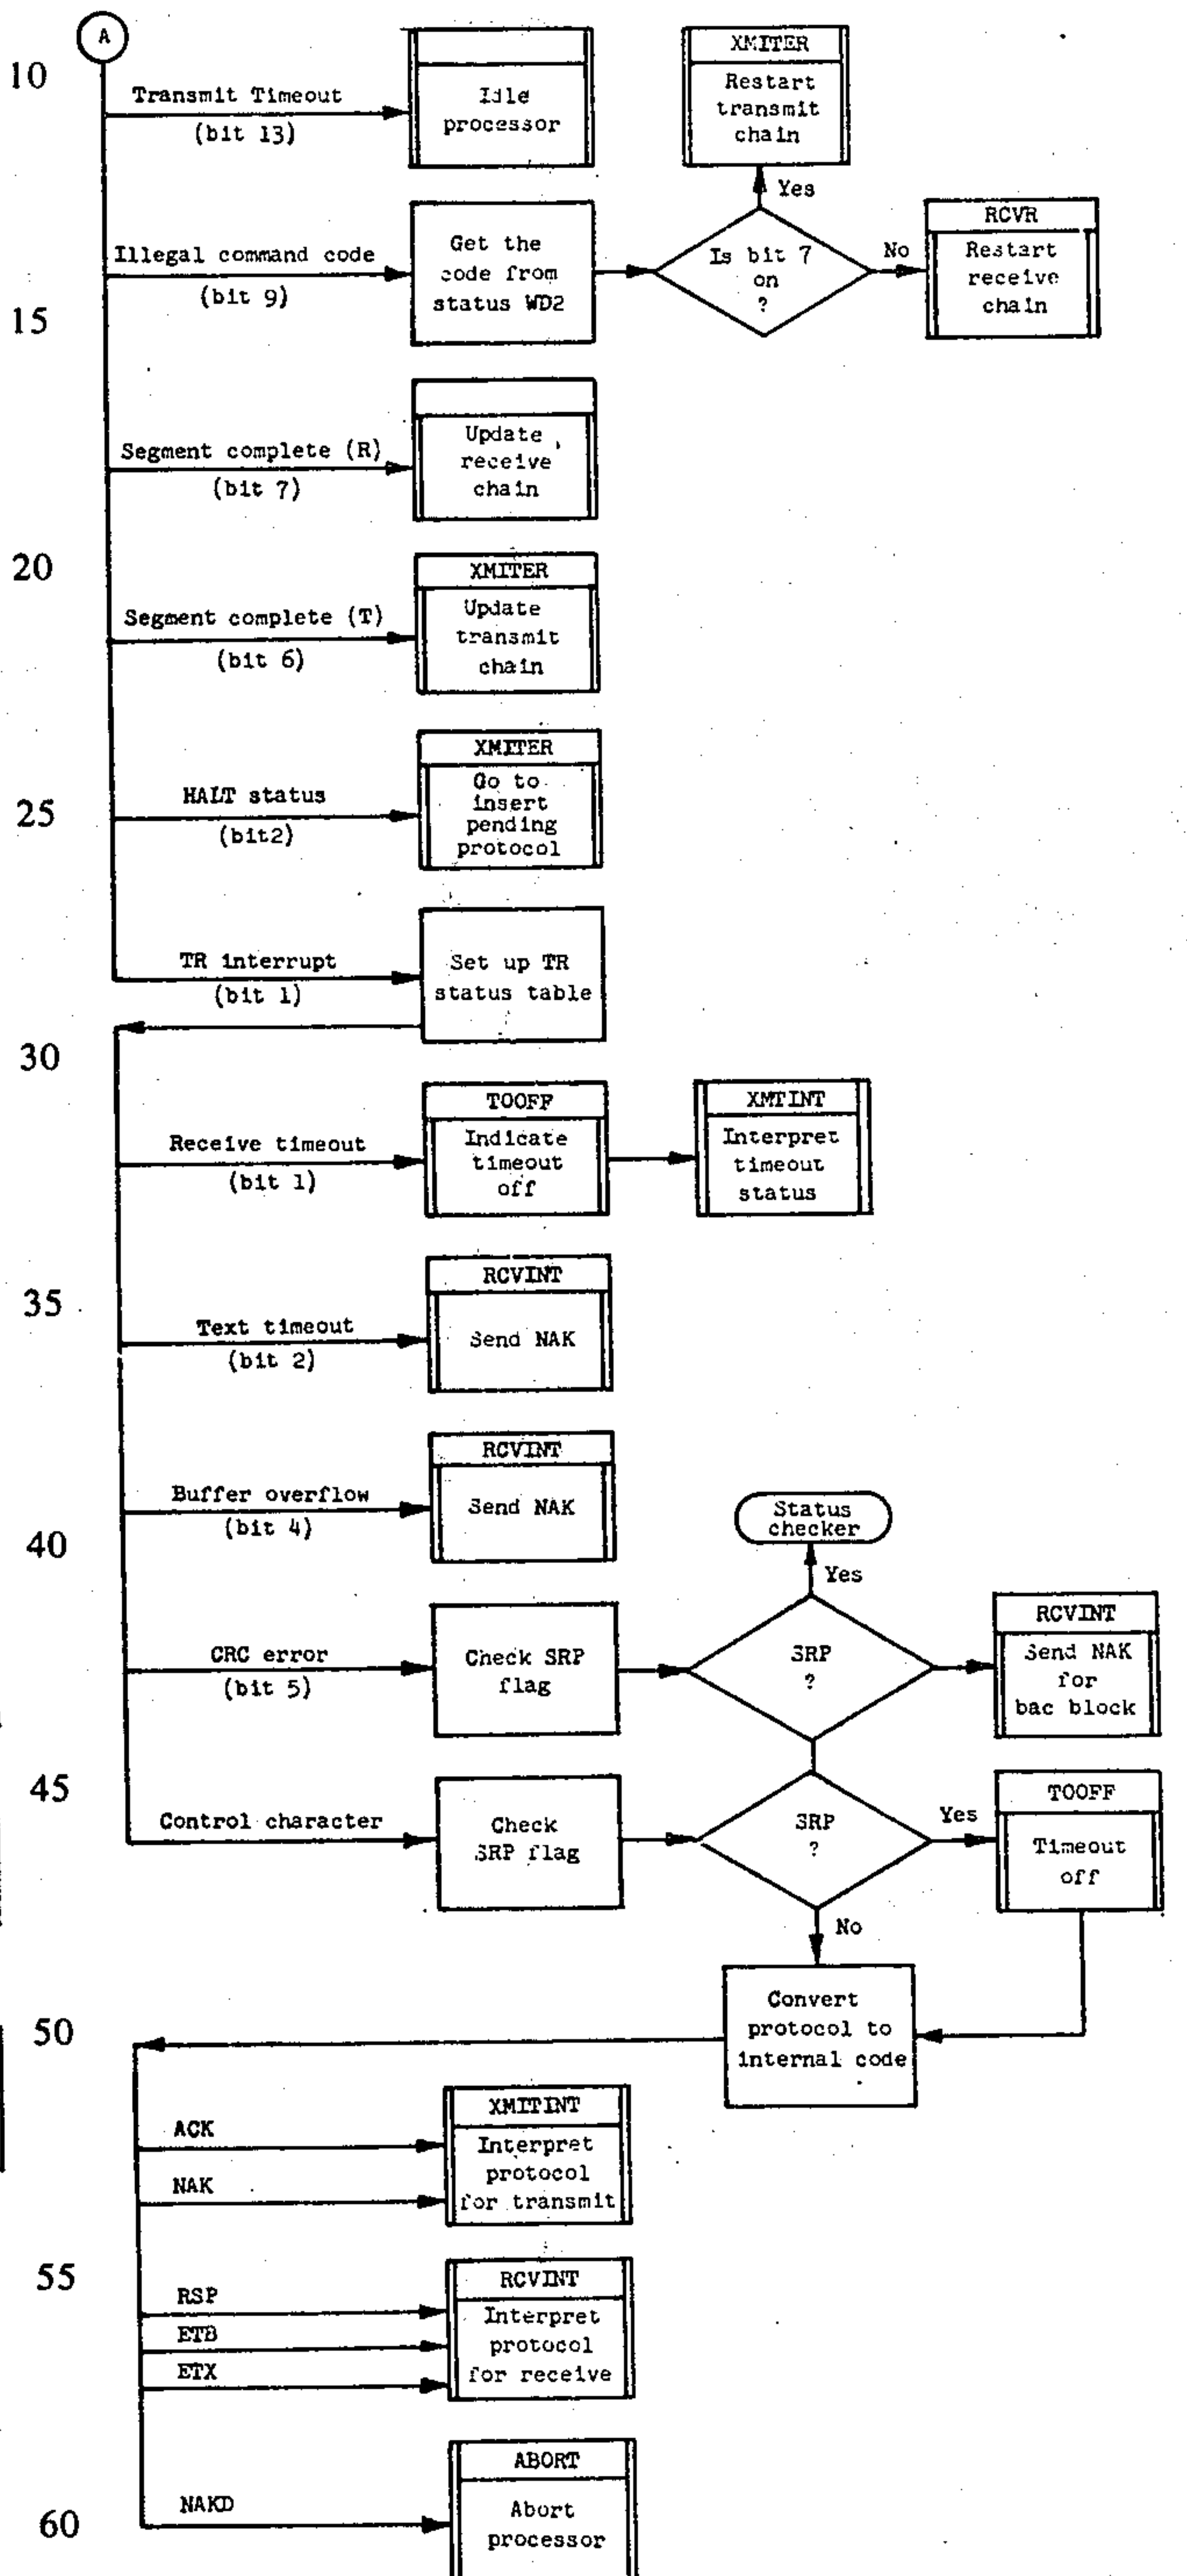 A
10
Transmit Timeout
(bit 13)
Idle
processor
XMITER
Restart
transmit
chain
Yes
Illegal command code
(bit 9)
Get the
code from
status WD2
Is bit 7
on
?
No
RCVR
Restart
receive
chain
15
Segment complete (R)
(bit 7)
Update
receive
chain
20
Segment complete (T)
(bit 6)
XMITER
Update
transmit
chain
25
HALT status
(bit2)
XMITER
Go to
insert
pending
protocol
TR interrupt
(bit 1)
Set up TR
status table
30
Receive timeout
(bit 1)
TOOFF
Indicate
timeout
off
XMTINT
Interpret
timeout
status
35
Text timeout
(bit 2)
RCVINT
Send NAK
Buffer overflow
(bit 4)
RCVINT
Send NAK
40
Status
checker
Yes
CRC error
(bit 5)
Check SRP
flag
SRP
?
RCVINT
Send NAK
for
bac block
45
Control character
Check
SRP flag
SRP
?
Yes
TOOFF
Timeout
off
No
Convert
protocol to
internal code
50
ACK
NAK
XMITINT
Interpret
protocol
for transmit
55
RSP
ETB
ETX
RCVINT
Interpret
protocol
for receive
60
NAKD
ABORT
Abort
processor